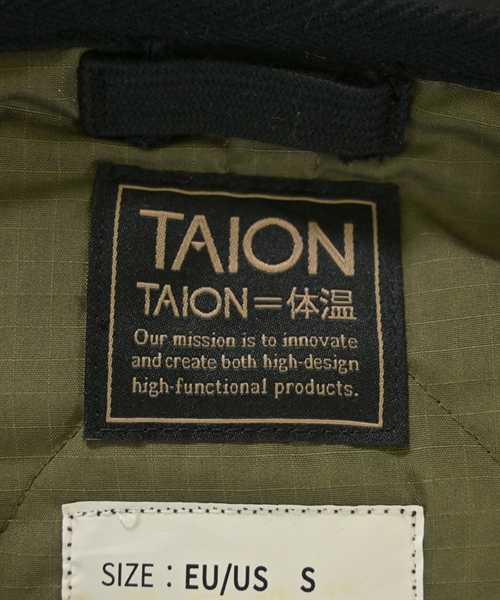 TAION
TAION=体温
Our mission is to innovate
and create both high-design
high-functional products.
SIZE : EU/US S